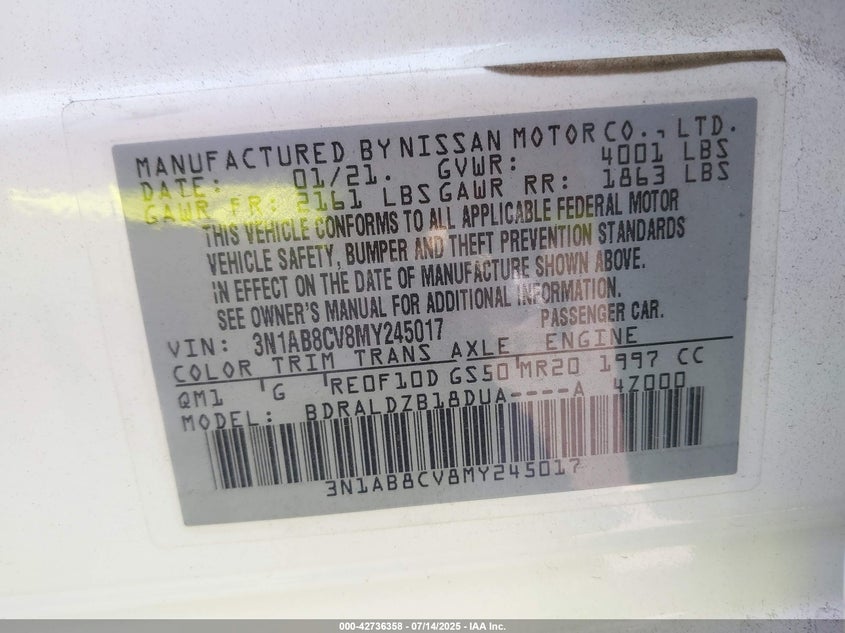 MANUFACTURED BY NISSAN MOTOR CO., LTD.
DATE: 01/21. GVWR: 4001 LBS
GAWR FR: 2161 LBS GAWR RR: 1863 LBS
THIS VEHICLE CONFORMS TO ALL APPLICABLE FEDERAL MOTOR
VEHICLE SAFETY, BUMPER AND THEFT PREVENTION STANDARDS
IN EFFECT ON THE DATE OF MANUFACTURE SHOWN ABOVE.
SEE OWNER'S MANUAL FOR ADDITIONAL INFORMATION.
VIN: 3N1AB8CV8MY245017 PASSENGER CAR.
COLOR TRIM TRANS AXLE ENGINE
QM1 G RE0F10D GS50 MR20 1997 CC
MODEL: BDRALDZB18DUA----A 4Z000
3N1AB8CV8MY245017
000-42736358 - 07/14/2025 - IAA Inc.